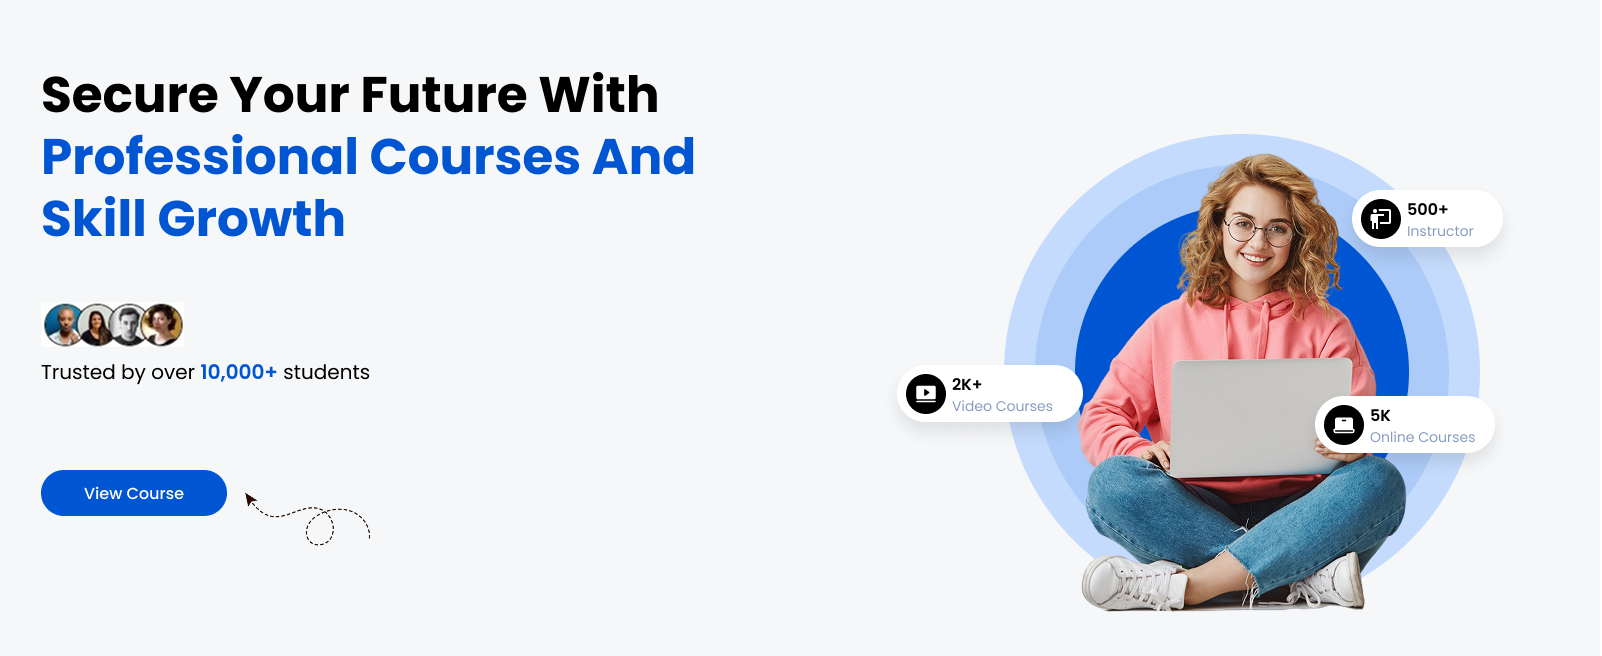 Secure Your Future With
Professional Courses And
Skill Growth
Trusted by over 10,000+ students
View Course
500+
Instructor
2K+
Video Courses
5K
Online Courses